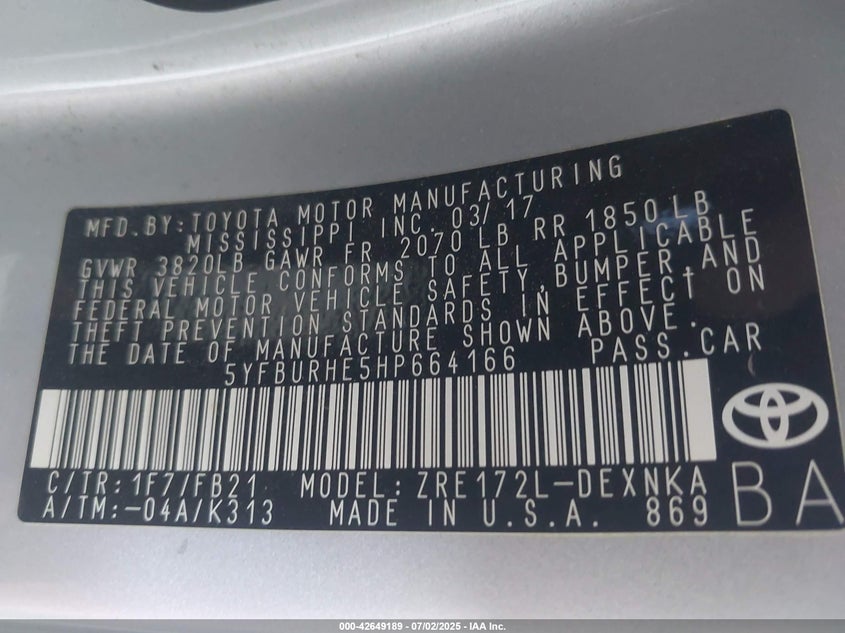 MFD.BY:TOYOTA MOTOR MANUFACTURING
MISSISSIPPI INC. 03/17
GVWR 3820LB GAWR FR 2070 LB RR 1850 LB
THIS VEHICLE CONFORMS TO ALL APPLICABLE
FEDERAL MOTOR VEHICLE SAFETY,BUMPER,AND
THEFT PREVENTION STANDARDS IN EFFECT ON
THE DATE OF MANUFACTURE SHOWN ABOVE.
5YFBURHE5HP664166 PASS.CAR
C/TR:1F7/FB21 MODEL:ZRE172L-DEXNKA
A/TM:-04A/K313 MADE IN U.S.A. 869
BA
000-42649189 - 07/02/2025 - IAA Inc.